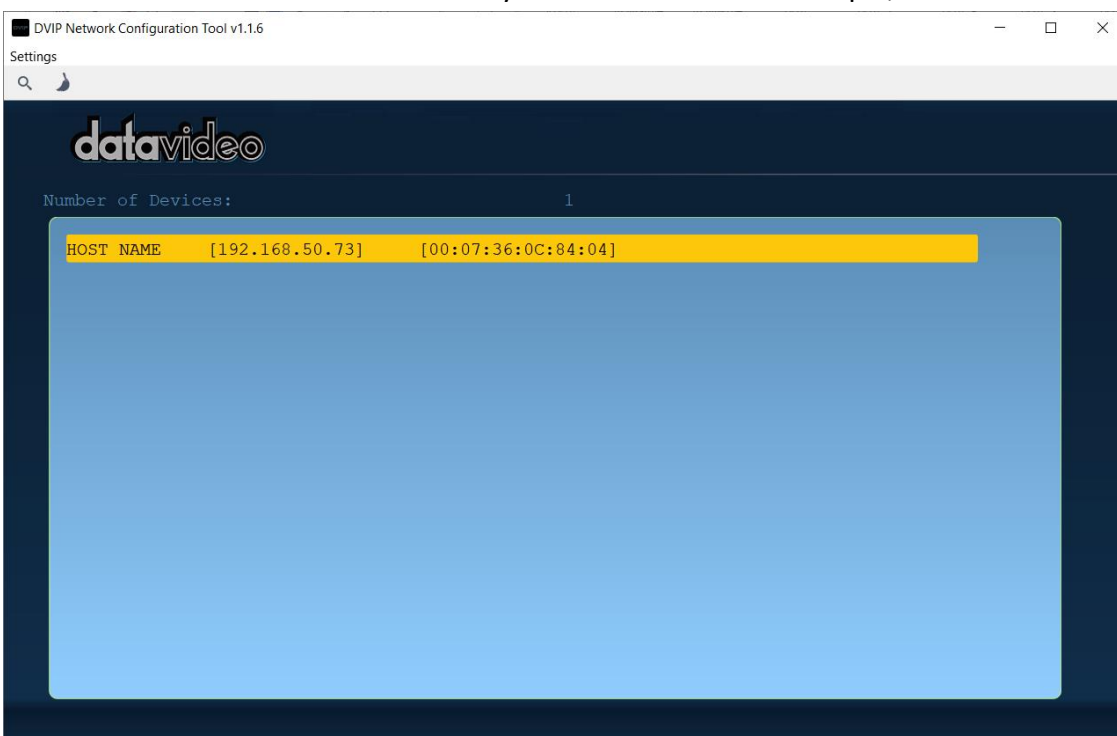 DVIP Network Configuration Tool v1.1.6
Settings
datavideo
Number of Devices: 1
HOST NAME [192.168.50.73] [00:07:36:0C:84:04]